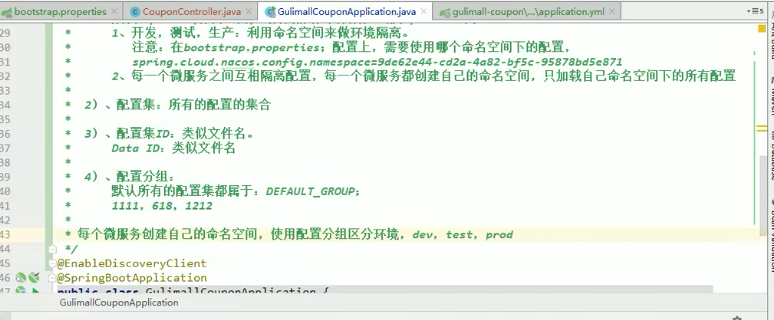 bootstrap.properties × CouponController.java × GulimallCouponApplication.java × gulimall-coupon\...\application.yml ×
29 * 1、开发,测试,生产:利用命名空间来做环境隔离。
30 * 注意:在bootstrap.properties;配置上,需要使用哪个命名空间下的配置,
31 * spring.cloud.nacos.config.namespace=9de62e44-cd2a-4a82-bf5c-95878bd5e871
32 * 2、每一个微服务之间互相隔离配置,每一个微服务都创建自己的命名空间,只加载自己命名空间下的所有配置
33 *
34 * 2)、配置集:所有的配置的集合
35 *
36 * 3)、配置集ID:类似文件名。
37 * Data ID:类似文件名
38 *
39 * 4)、配置分组:
40 * 默认所有的配置集都属于:DEFAULT_GROUP;
41 * 1111,618,1212
42 *
43 * 每个微服务创建自己的命名空间,使用配置分组区分环境,dev,test,prod
44 */
45 @EnableDiscoveryClient
46 @SpringBootApplication
47 public class GulimallCouponApplication {
GulimallCouponApplication